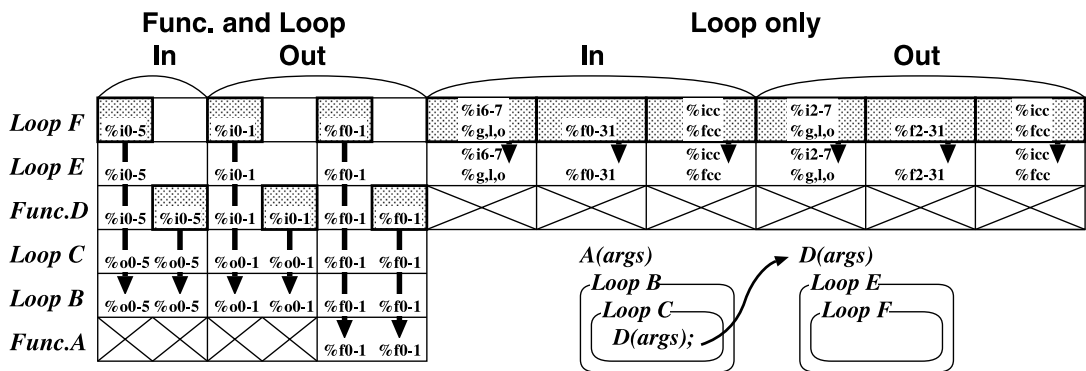 Func. and Loop Loop only
In Out In Out
Loop F %i0-5 %i0-1 %f0-1 %i6-7 %g,l,o %f0-31 %icc %fcc %i2-7 %g,l,o %f2-31 %icc %fcc
Loop E %i0-5 %i0-1 %f0-1 %i6-7 %g,l,o %f0-31 %icc %fcc %i2-7 %g,l,o %f2-31 %icc %fcc
Func.D %i0-5 %i0-5 %i0-1 %i0-1 %f0-1 %f0-1
Loop C %o0-5 %o0-5 %o0-1 %o0-1 %f0-1 %f0-1
Loop B %o0-5 %o0-5 %o0-1 %o0-1 %f0-1 %f0-1
Func.A %f0-1 %f0-1
A(args)
Loop B
Loop C
D(args);
D(args)
Loop E
Loop F